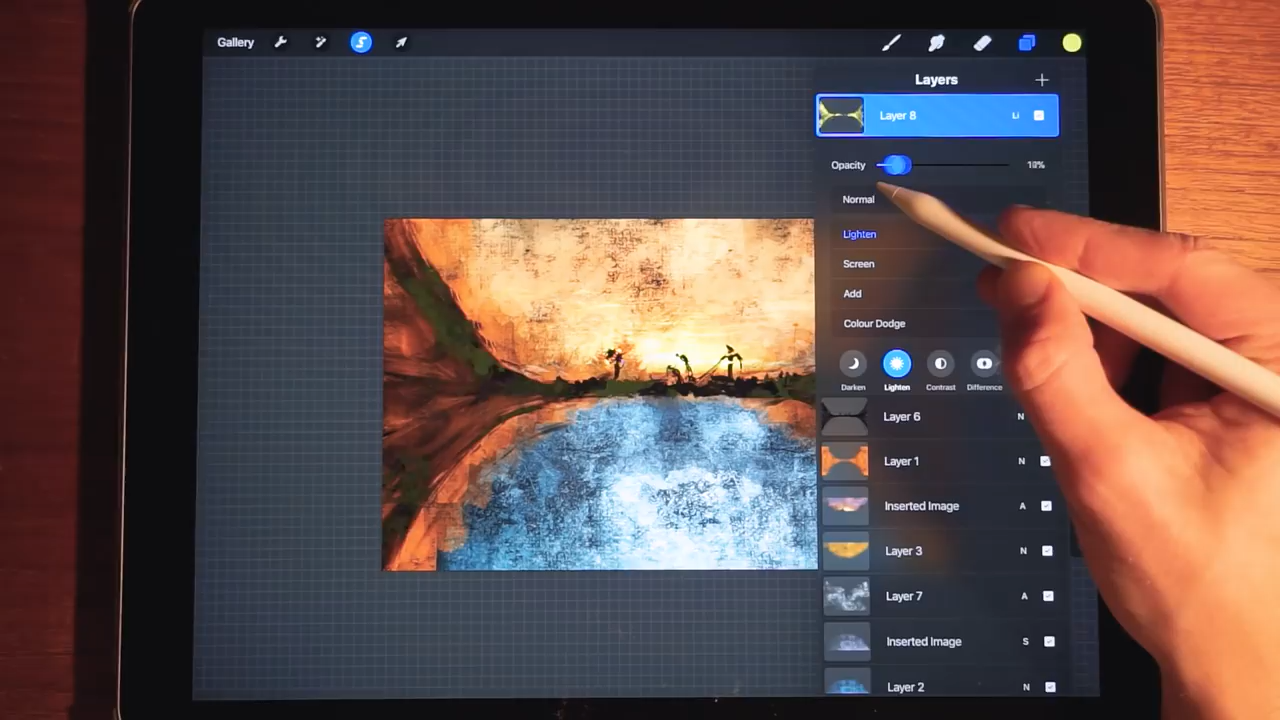 Gallery
Layers
Layer 8 Li
Opacity
Normal
Lighten
Screen
Add
Colour Dodge
Darken Lighten Contrast Difference
Layer 6 N
Layer 1 N
Inserted Image A
Layer 3 N
Layer 7 A
Inserted Image S
Layer 2 N